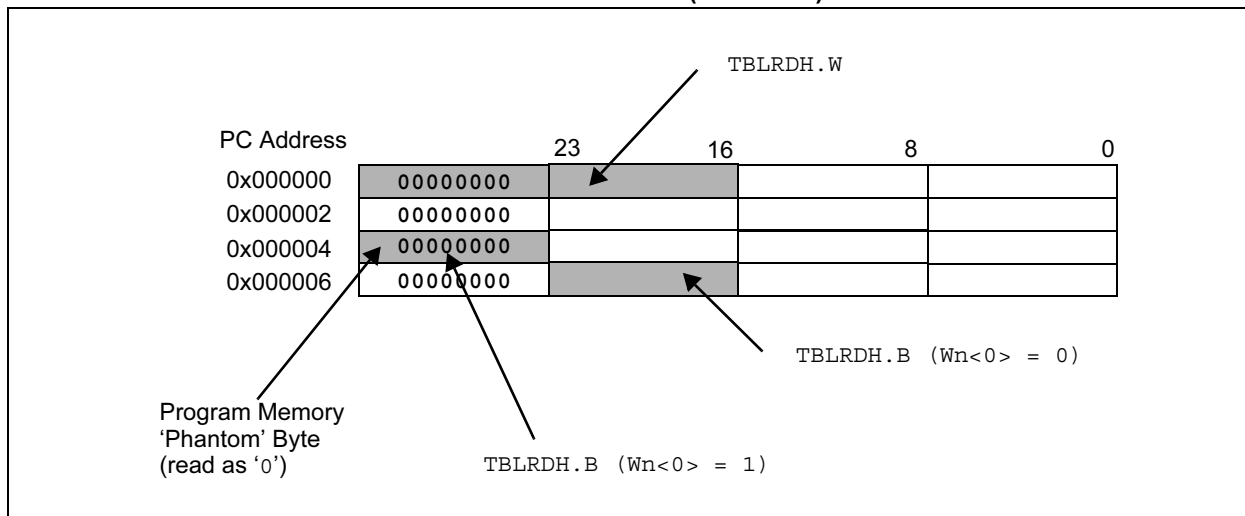 TBLRDH.W
PC Address
23 16 8 0
0x000000 00000000
0x000002 00000000
0x000004 00000000
0x000006 00000000
TBLRDH.B (Wn<0> = 0)
Program Memory
‘Phantom’ Byte
(read as ‘0’)
TBLRDH.B (Wn<0> = 1)